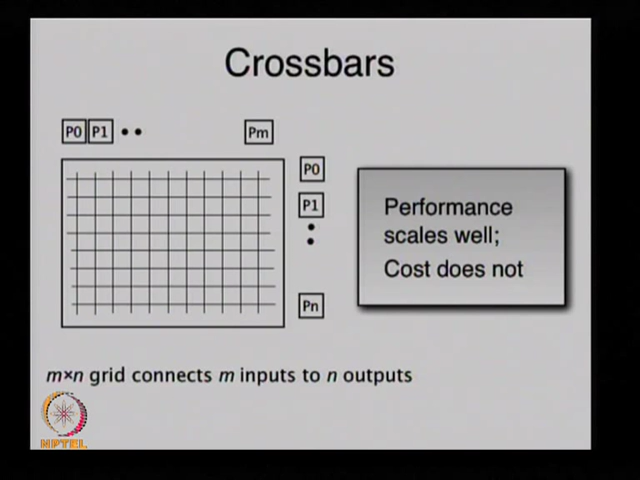 Crossbars
P0 P1 •• Pm
P0
P1
Pn
Performance
scales well;
Cost does not
m×n grid connects m inputs to n outputs
NPTEL